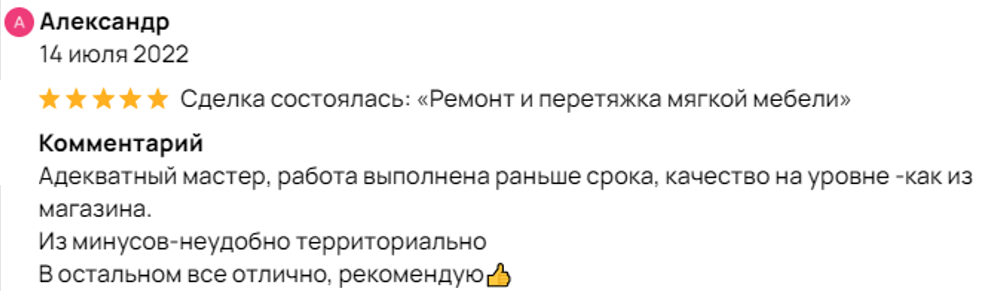 А Александр
14 июля 2022
Сделка состоялась: «Ремонт и перетяжка мягкой мебели»
Комментарий
Адекватный мастер, работа выполнена раньше срока, качество на уровне -как из
магазина.
Из минусов-неудобно территориально
В остальном все отлично, рекомендую👍